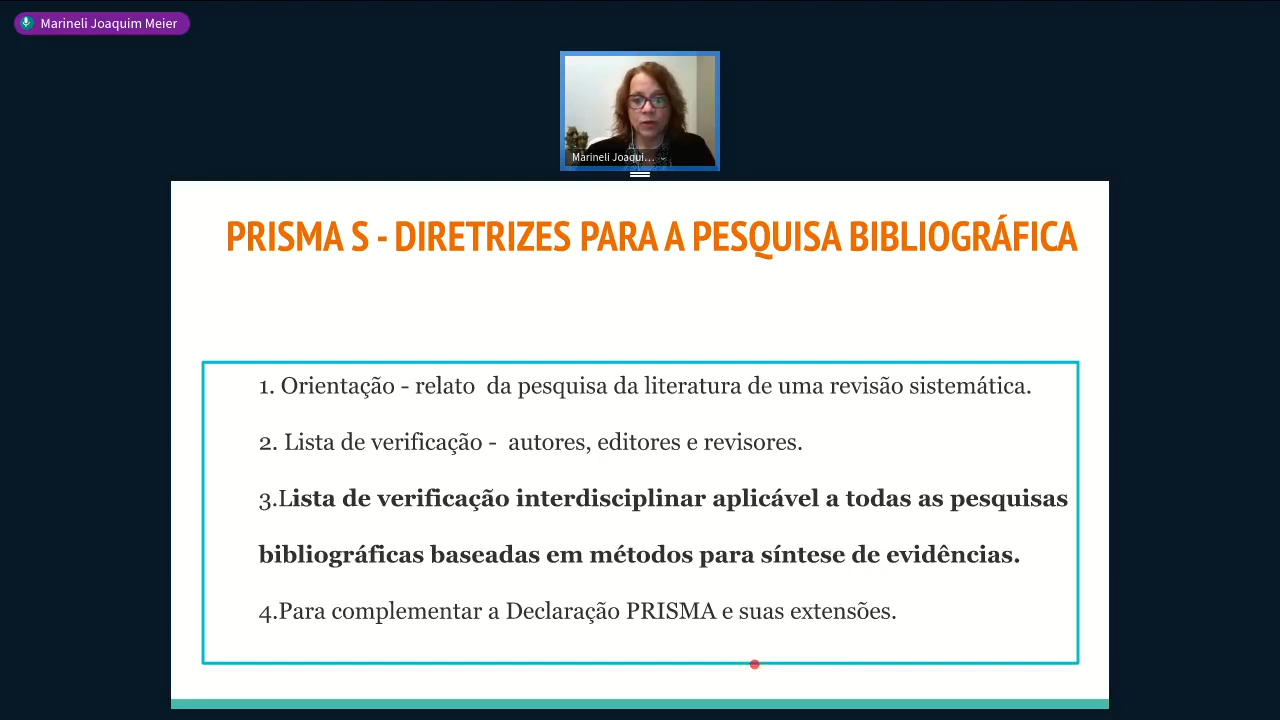 Marineli Joaquim Meier
Marineli Joaqui...
PRISMA S - DIRETRIZES PARA A PESQUISA BIBLIOGRÁFICA
1. Orientação - relato  da pesquisa da literatura de uma revisão sistemática.
2. Lista de verificação -  autores, editores e revisores.
3.Lista de verificação interdisciplinar aplicável a todas as pesquisas
bibliográficas baseadas em métodos para síntese de evidências.
4.Para complementar a Declaração PRISMA e suas extensões.